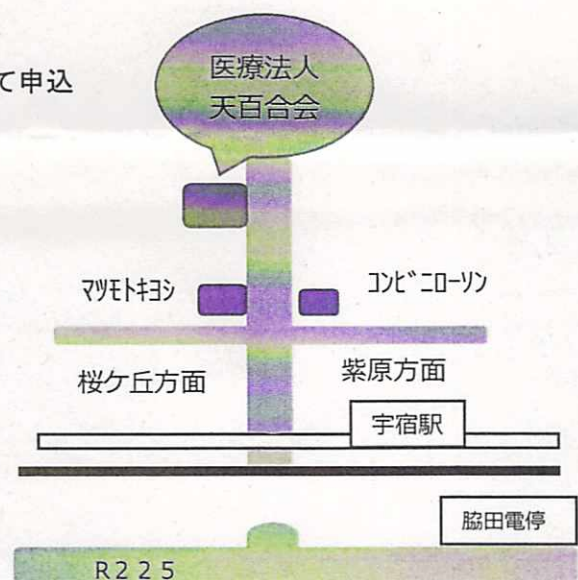 て申込
医療法人
天百合会
ﾏﾂﾓﾄｷﾖｼ
ｺﾝﾋﾞﾆﾛｰｿﾝ
桜ケ丘方面
紫原方面
宇宿駅
脇田電停
R２２５